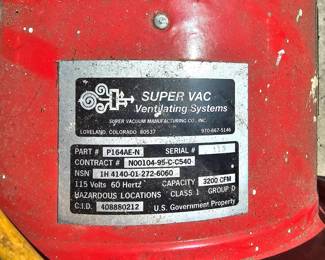 SUPER VAC
Ventilating Systems
SUPER VACUUM MANUFACTURING CO., INC.
LOVELAND, COLORADO 80537 970-667-5146
PART # P164AE-N SERIAL #
CONTRACT # N00104-95-C-C540
NSN 1H 4140-01-272-6060
115 Volts 60 Hertz CAPACITY 3200 CFM
HAZARDOUS LOCATIONS CLASS 1 GROUP D
C.I.D. 408880212 U.S. Government Property